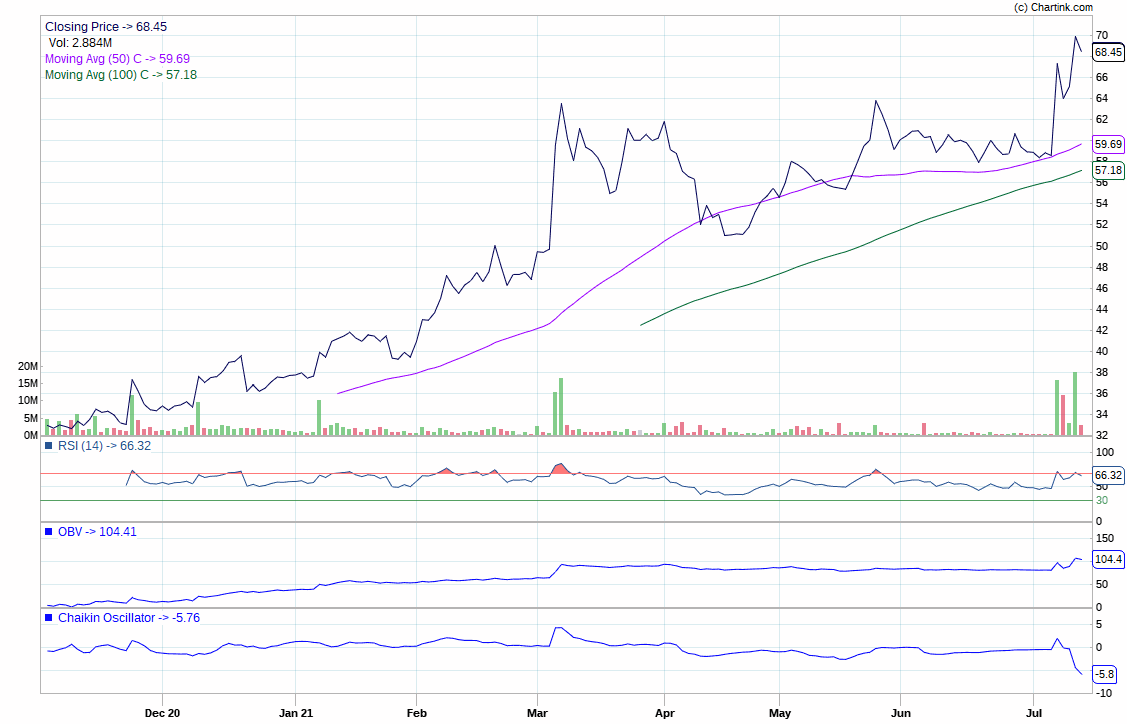 (c) Chartink.com
Closing Price -> 68.45
Vol: 2.884M
Moving Avg (50) C -> 59.69
Moving Avg (100) C -> 57.18
70
68.45
66
64
62
59.69
58
57.18
56
54
52
50
48
46
44
42
40
38
36
34
32
20M
15M
10M
5M
0M
RSI (14) -> 66.32
100
66.32
50
30
0
OBV -> 104.41
150
104.4
50
0
Chaikin Oscillator -> -5.76
5
0
-5.8
-10
Dec 20 Jan 21 Feb Mar Apr May Jun Jul